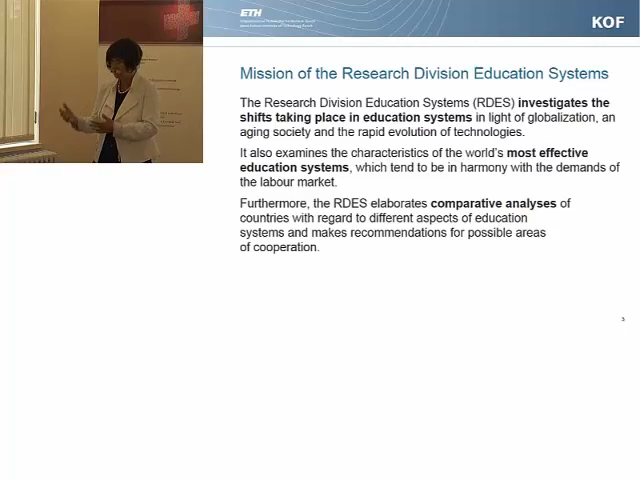 ETH
KOF
Mission of the Research Division Education Systems
The Research Division Education Systems (RDES) investigates the
shifts taking place in education systems in light of globalization, an
aging society and the rapid evolution of technologies.
It also examines the characteristics of the world's most effective
education systems, which tend to be in harmony with the demands of
the labour market.
Furthermore, the RDES elaborates comparative analyses of
countries with regard to different aspects of education
systems and makes recommendations for possible areas
of cooperation.
3